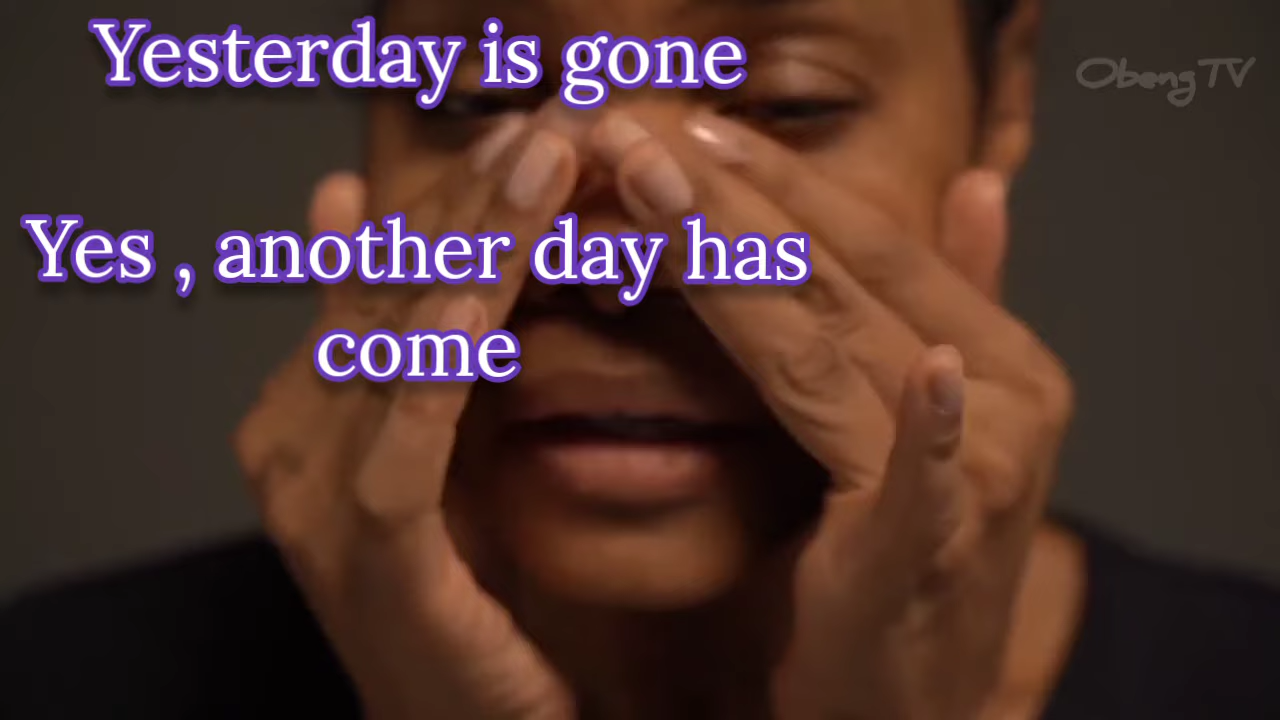 Yesterday is gone
ObengTV
Yes , another day has
come